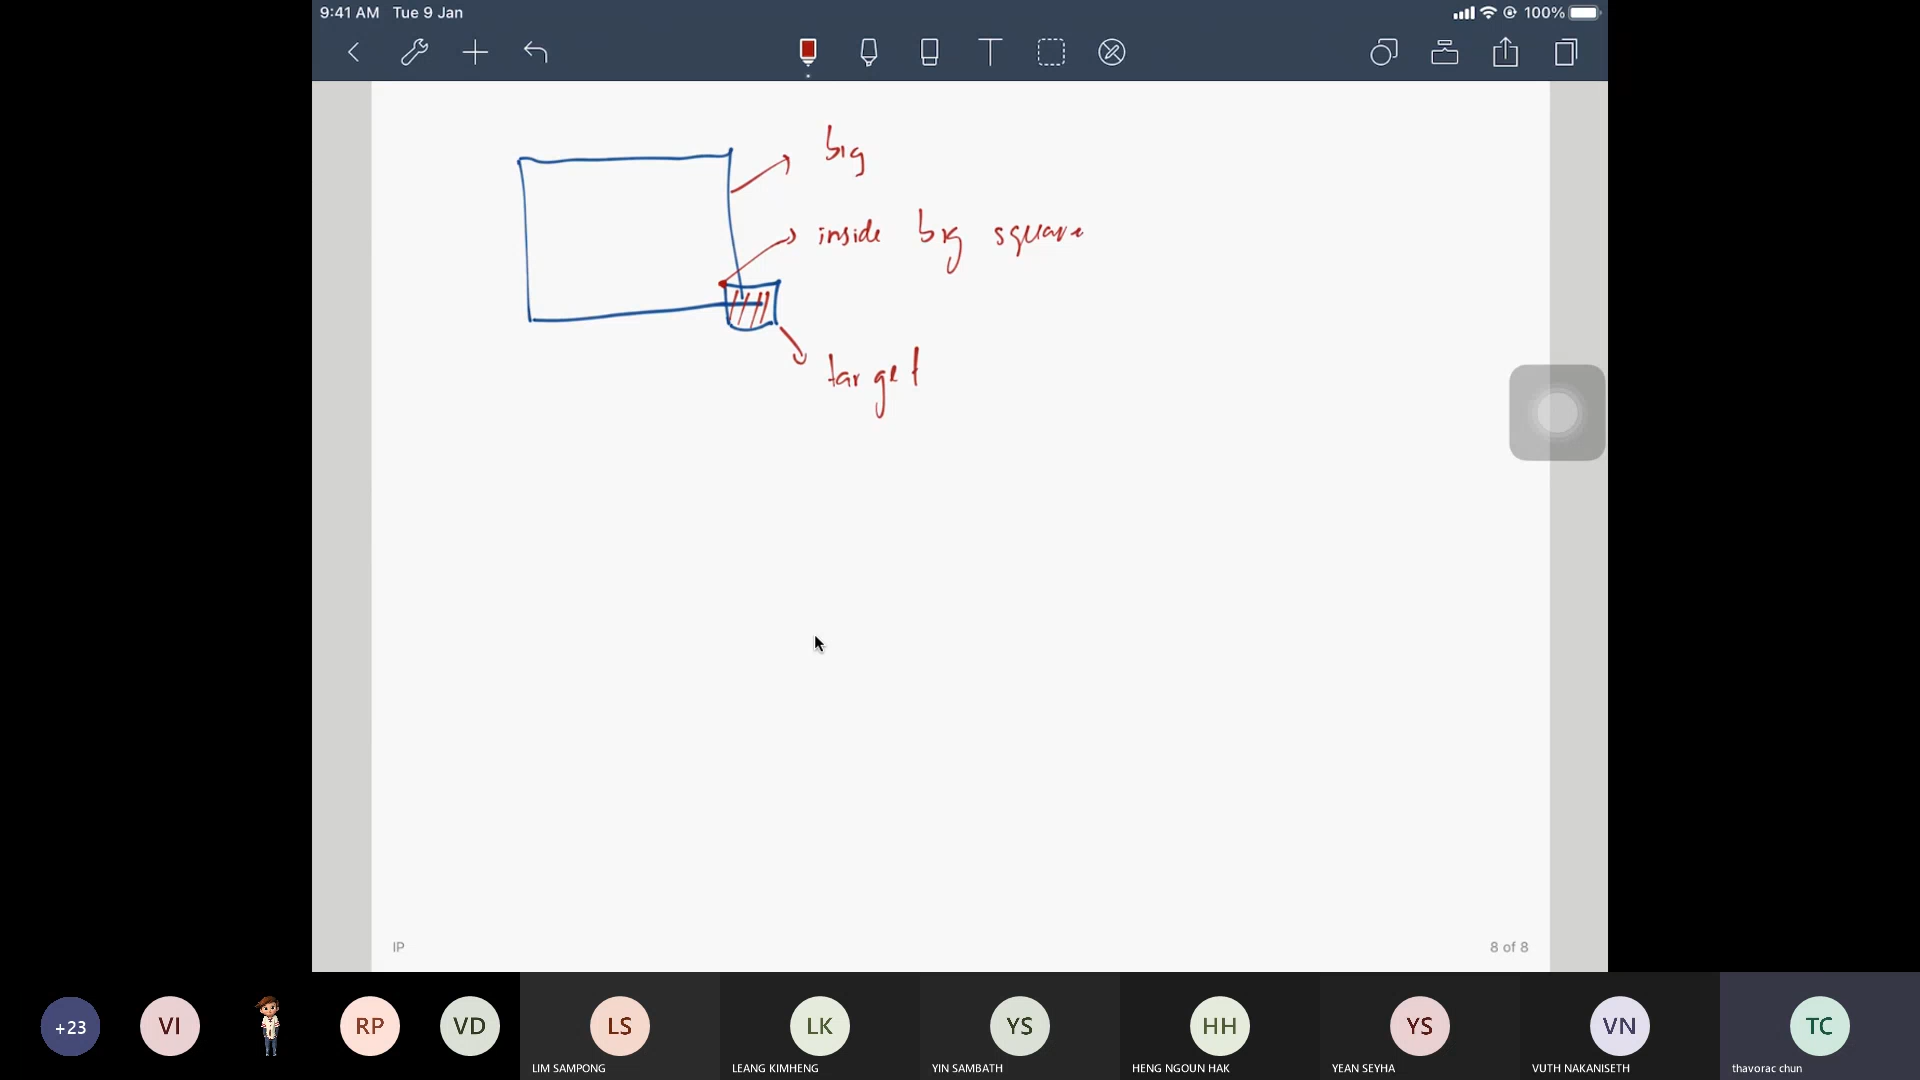 9:41 AM Tue 9 Jan
100%
big
inside big square
target
IP
8 of 8
+23
VI
RP
VD
LS
LK
YS
HH
YS
VN
TC
LIM SAMPONG
LEANG KIMHENG
YIN SAMBATH
HENG NGOUN HAK
YEAN SEYHA
VUTH NAKANISETH
thavorac chun